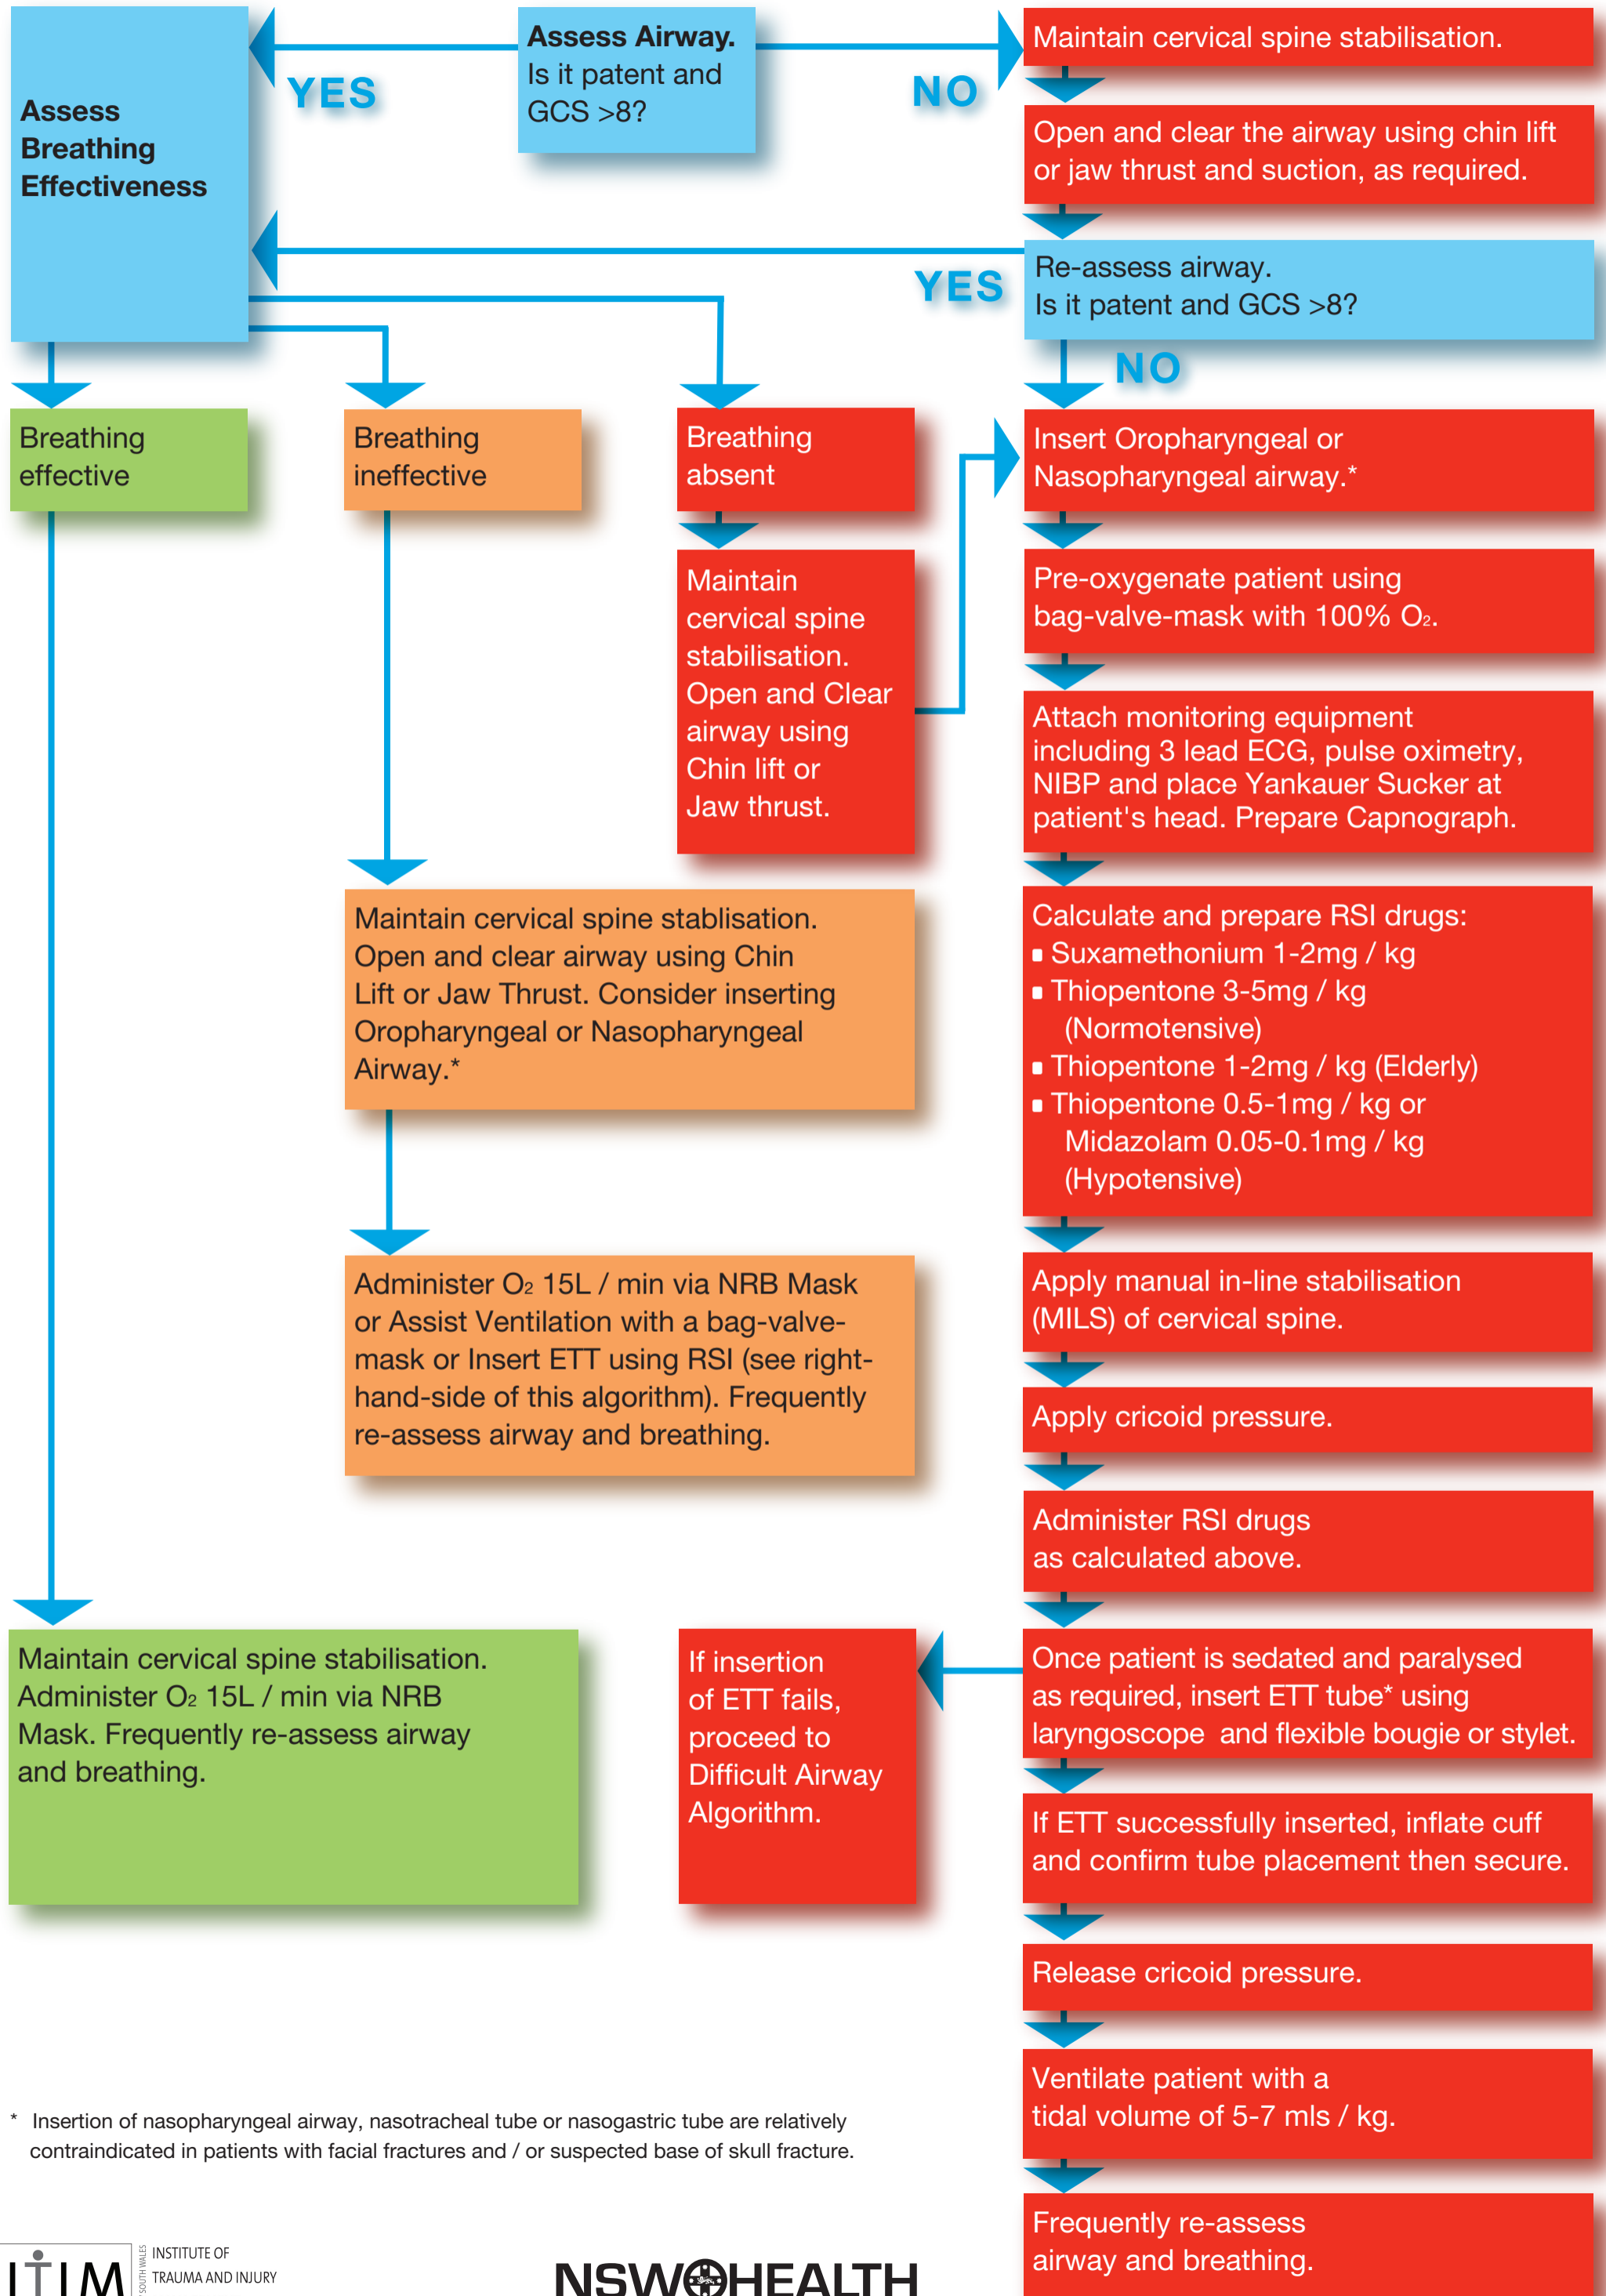 Assess Airway.
Is it patent and
GCS >8?
YES
NO
Assess
Breathing
Effectiveness
Maintain cervical spine stabilisation.
Open and clear the airway using chin lift
or jaw thrust and suction, as required.
Re-assess airway.
Is it patent and GCS >8?
YES
NO
Breathing
effective
Breathing
ineffective
Breathing
absent
Maintain
cervical spine
stabilisation.
Open and Clear
airway using
Chin lift or
Jaw thrust.
Insert Oropharyngeal or
Nasopharyngeal airway.*
Pre-oxygenate patient using
bag-valve-mask with 100% O₂.
Attach monitoring equipment
including 3 lead ECG, pulse oximetry,
NIBP and place Yankauer Sucker at
patient's head. Prepare Capnograph.
Maintain cervical spine stablisation.
Open and clear airway using Chin
Lift or Jaw Thrust. Consider inserting
Oropharyngeal or Nasopharyngeal
Airway.*
Calculate and prepare RSI drugs:
▪ Suxamethonium 1-2mg / kg
▪ Thiopentone 3-5mg / kg
(Normotensive)
▪ Thiopentone 1-2mg / kg (Elderly)
▪ Thiopentone 0.5-1mg / kg or
Midazolam 0.05-0.1mg / kg
(Hypotensive)
Administer O₂ 15L / min via NRB Mask
or Assist Ventilation with a bag-valve-
mask or Insert ETT using RSI (see right-
hand-side of this algorithm). Frequently
re-assess airway and breathing.
Apply manual in-line stabilisation
(MILS) of cervical spine.
Apply cricoid pressure.
Administer RSI drugs
as calculated above.
Maintain cervical spine stabilisation.
Administer O₂ 15L / min via NRB
Mask. Frequently re-assess airway
and breathing.
If insertion
of ETT fails,
proceed to
Difficult Airway
Algorithm.
Once patient is sedated and paralysed
as required, insert ETT tube* using
laryngoscope and flexible bougie or stylet.
If ETT successfully inserted, inflate cuff
and confirm tube placement then secure.
Release cricoid pressure.
Ventilate patient with a
tidal volume of 5-7 mls / kg.
Frequently re-assess
airway and breathing.
* Insertion of nasopharyngeal airway, nasotracheal tube or nasogastric tube are relatively
contraindicated in patients with facial fractures and / or suspected base of skull fracture.
ITIM
SOUTH WALES
INSTITUTE OF
TRAUMA AND INJURY
NSW HEALTH